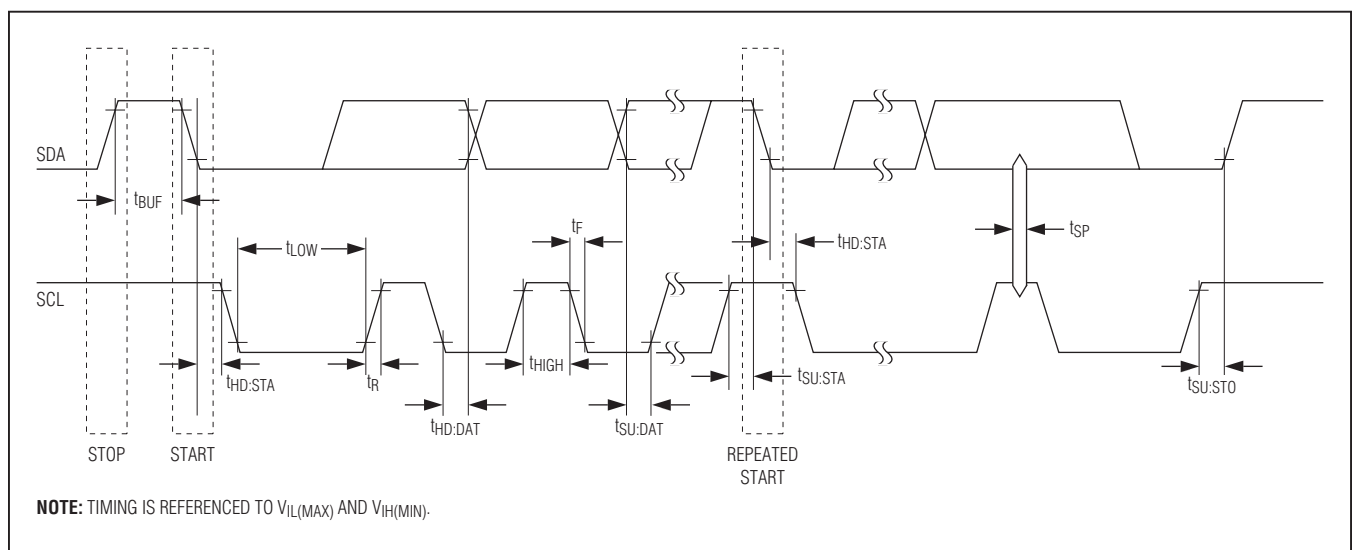 SDA
tBUF
tF
tLOW
tHD:STA
tSP
SCL
tHD:STA
tR
tHIGH
tSU:STA
tSU:STO
tHD:DAT
tSU:DAT
STOP
START
REPEATED
START
NOTE: TIMING IS REFERENCED TO VIL(MAX) AND VIH(MIN).